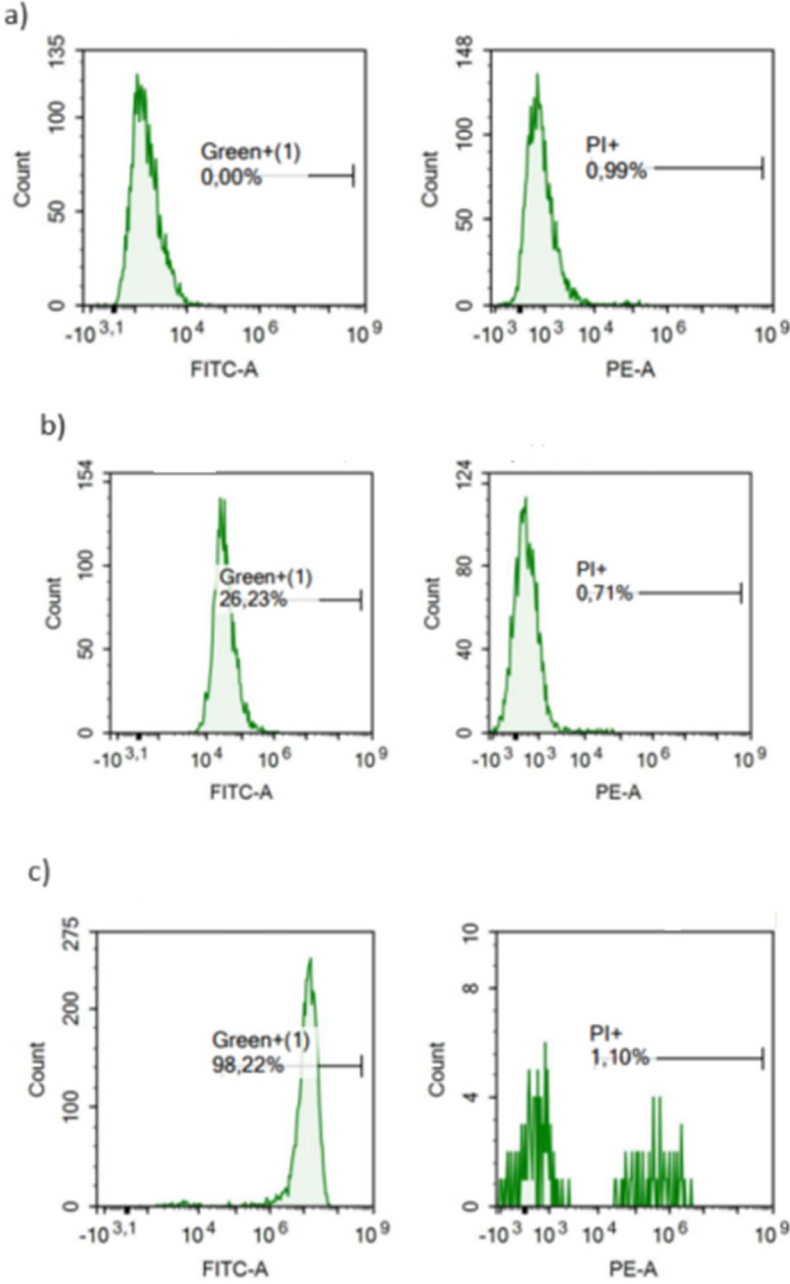 a)
135
100
50
0
Count
Green+(1)
0,00%
-10^3,1 10^4 10^6 10^9
FITC-A
148
100
50
0
Count
PI+
0,99%
-10^3 10^3 10^4 10^6 10^9
PE-A
b)
154
100
50
0
Count
Green+(1)
26,23%
-10^3,1 10^4 10^6 10^9
FITC-A
124
80
40
0
Count
PI+
0,71%
-10^3 10^3 10^4 10^6 10^9
PE-A
c)
275
200
100
0
Count
Green+(1)
98,22%
-10^3,1 10^4 10^6 10^9
FITC-A
10
8
4
0
Count
PI+
1,10%
-10^3 10^3 10^4 10^6 10^9
PE-A